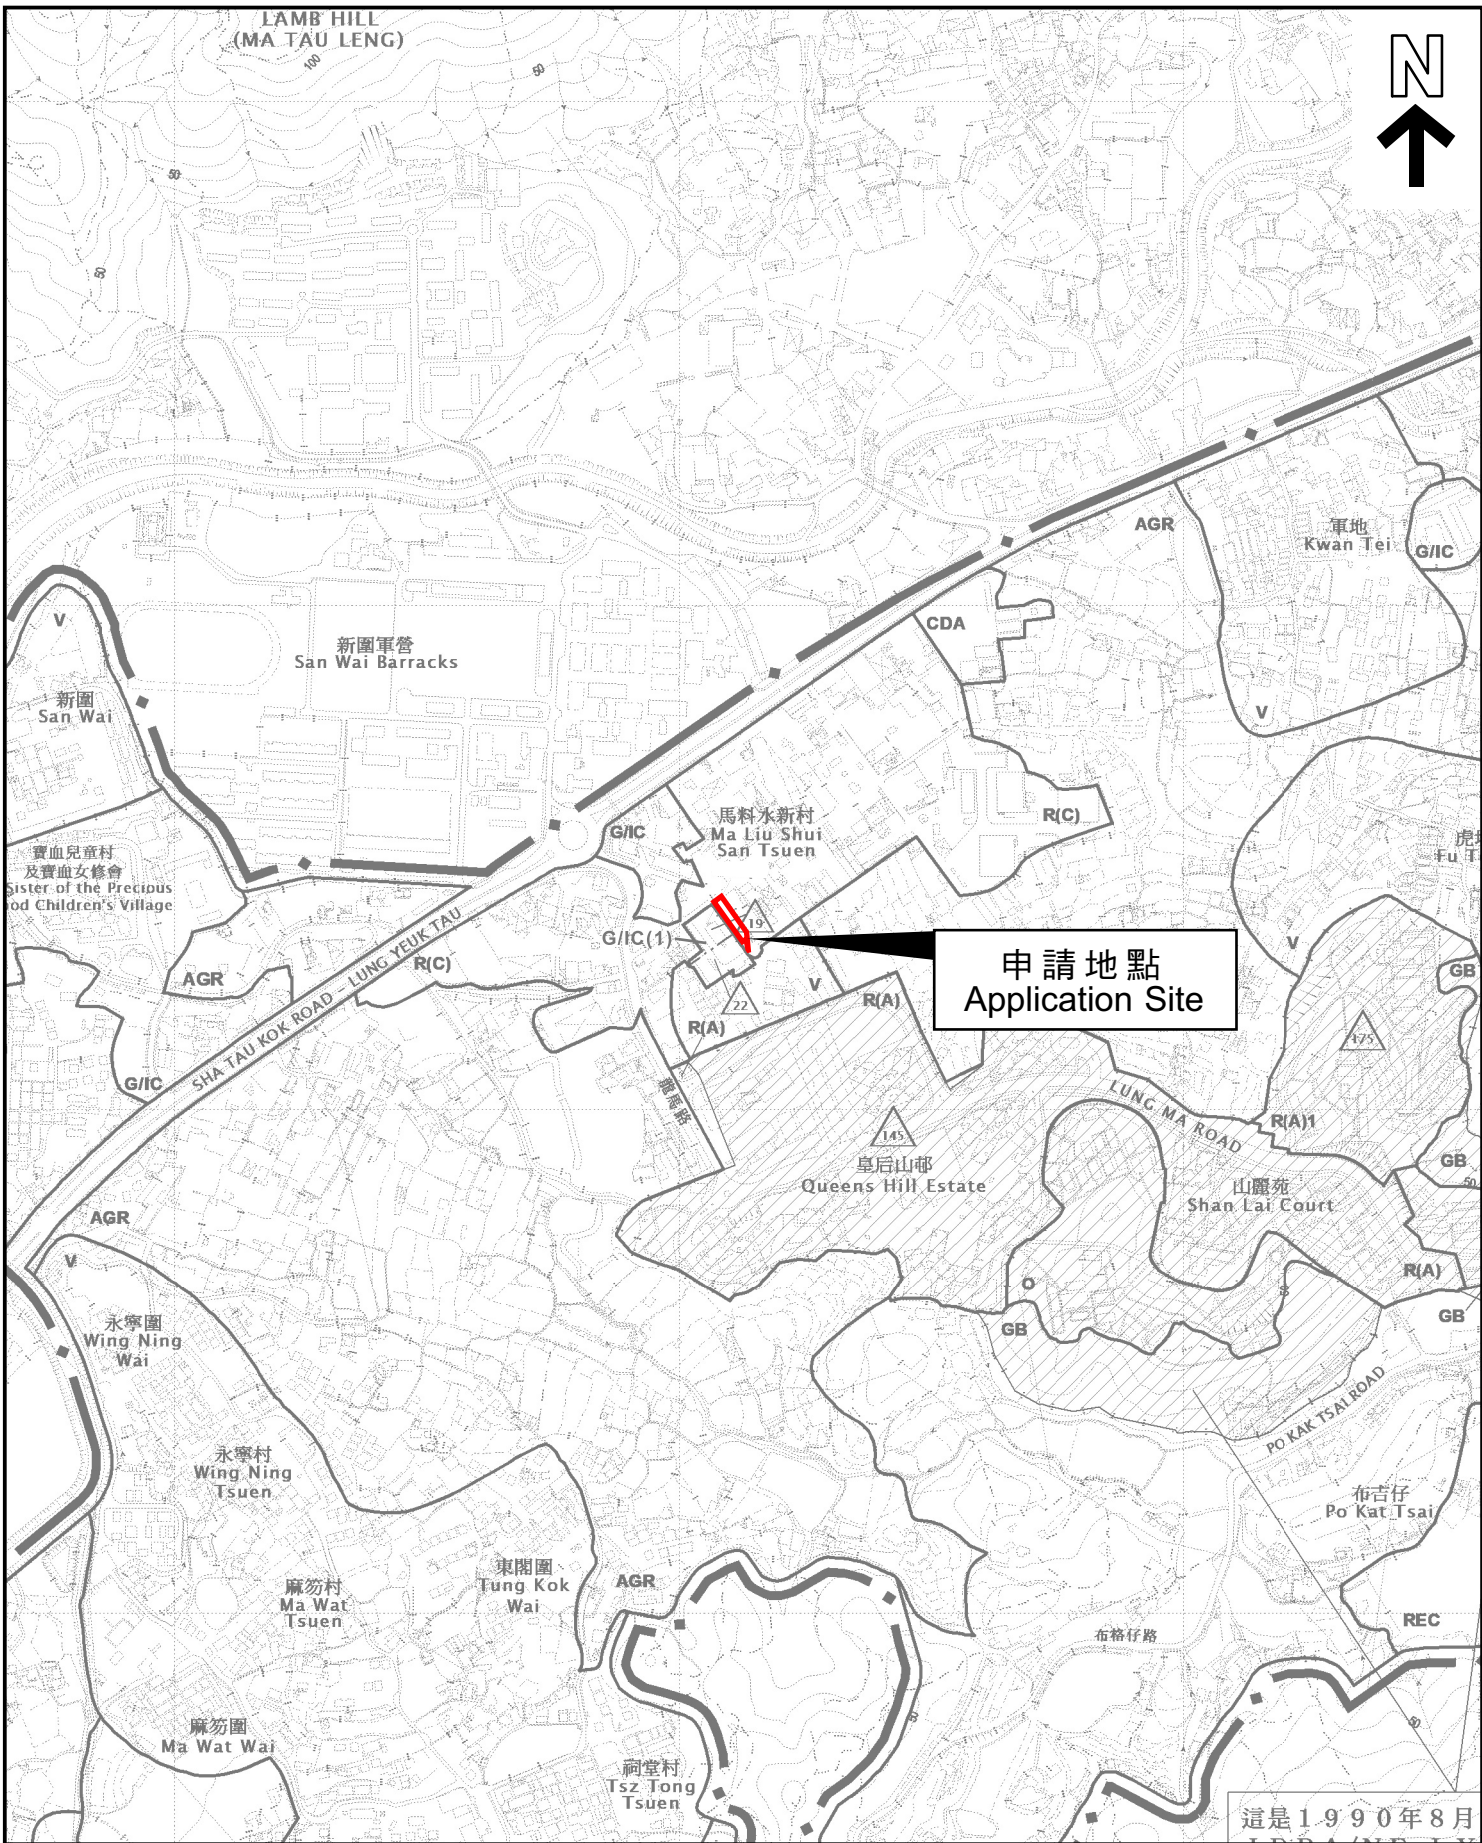 LAMB HILL
(MA TAU LENG)
N
100
50
50
50
軍地
Kwan Tei
AGR
G/IC
V
CDA
新圍軍營
San Wai Barracks
新圍
San Wai
V
馬料水新村
Ma Liu Shui
San Tsuen
G/IC
R(C)
寶血兒童村
及寶血女修會
Sister of the Precious
Children's Village
19
G/IC(1)
申請地點
Application Site
SHA TAU KOK ROAD - LUNG YEUK TAU
R(C)
AGR
G/IC
22
V
R(A)
R(A)
龍馬路
V
GB
175
LUNG MA ROAD
R(A)1
145
皇后山邨
Queens Hill Estate
山麗苑
Shan Lai Court
GB
50
R(A)
O
GB
GB
AGR
V
永寧圍
Wing Ning
Wai
永寧村
Wing Ning
Tsuen
PO KAK TSAI ROAD
布吉仔
Po Kat Tsai
東閣圍
Tung Kok
Wai
AGR
麻笏村
Ma Wat
Tsuen
REC
布格仔路
麻笏圍
Ma Wat Wai
祠堂村
Tsz Tong
Tsuen
50
這是1990年8月